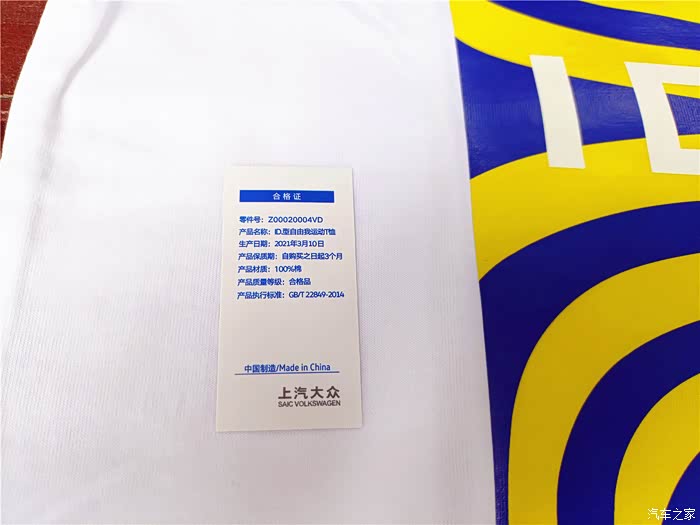 合格证
零件号：Z00020004VD
产品名称：ID.型自由我运动T恤
生产日期：2021年3月10日
产品保质期：自购买之日起3个月
产品材质：100%棉
产品质量等级：合格品
产品执行标准：GB/T 22849-2014
中国制造/Made in China
上汽大众
SAIC VOLKSWAGEN
汽车之家